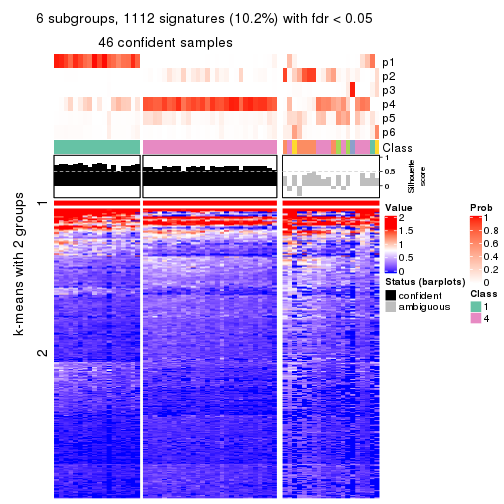 6 subgroups, 1112 signatures (10.2%) with fdr < 0.05
46 confident samples
p1
p2
p3
p4
p5
p6
Class
1
0.5
0
Silhouette
score
k-means with 2 groups
1
2
Value
2
1.5
1
0.5
0
Status (barplots)
confident
ambiguous
Prob
1
0.8
0.6
0.4
0.2
0
Class
1
4